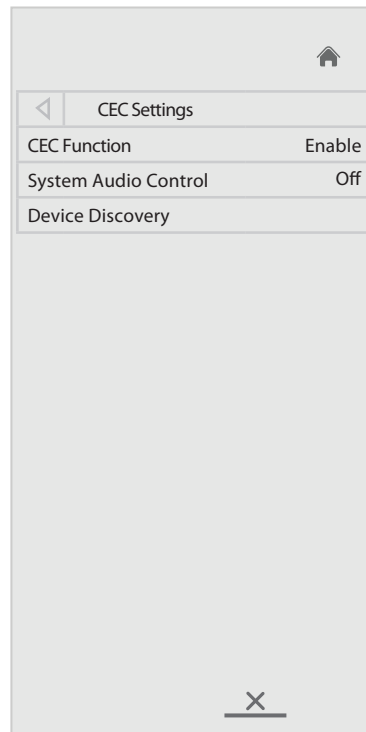 CEC Settings
CEC Function Enable
System Audio Control Off
Device Discovery